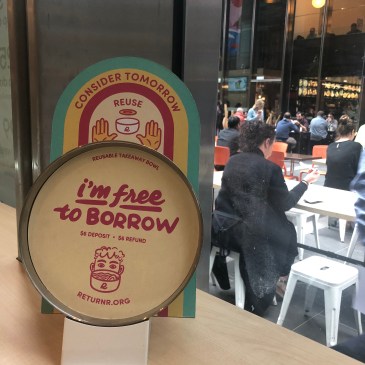 CONSIDER TOMORROW
REUSE
REUSABLE TAKEAWAY BOWL
i'm free
to BORROW
$6 DEPOSIT • $6 REFUND
RETURNR.ORG